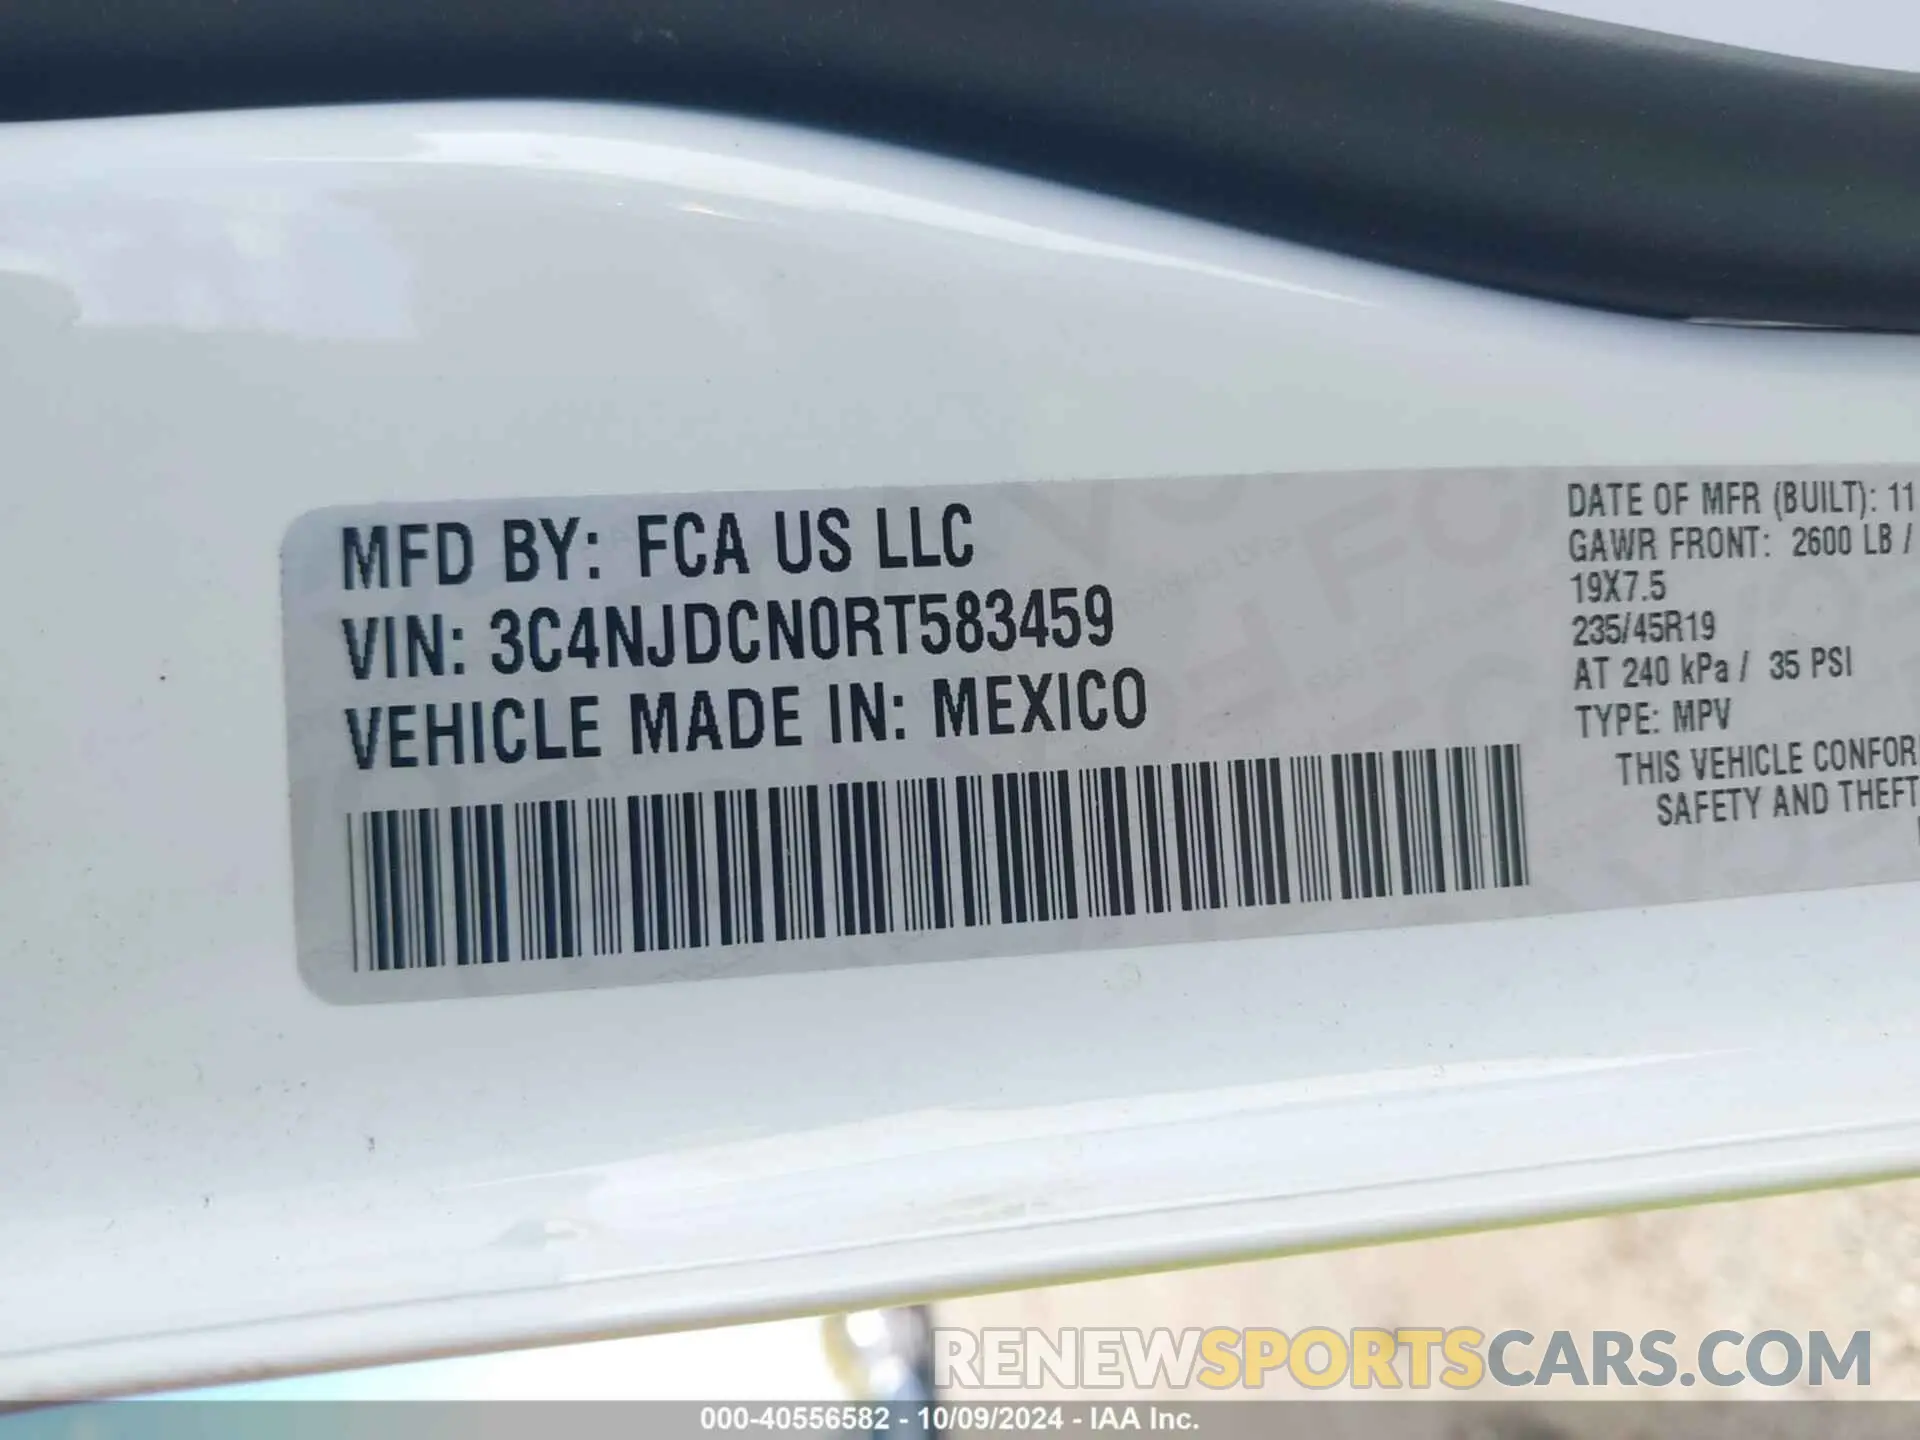 MFD BY: FCA US LLC
VIN: 3C4NJDCN0RT583459
VEHICLE MADE IN: MEXICO
DATE OF MFR (BUILT): 11
GAWR FRONT: 2600 LB /
19X7.5
235/45R19
AT 240 kPa / 35 PSI
TYPE: MPV
THIS VEHICLE CONFOR
SAFETY AND THEFT
RENEWSPORTSCARS.COM
000-40556582 - 10/09/2024 - IAA Inc.